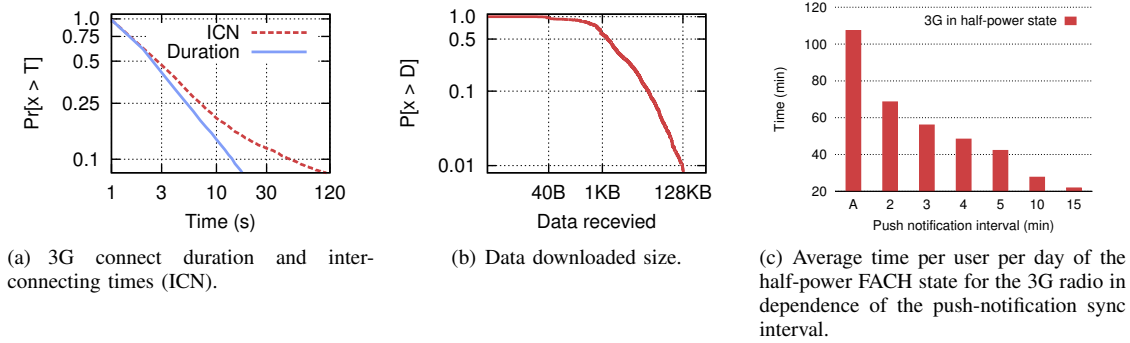 1.0
0.75
0.5
0.25
0.1
Pr[x > T]
ICN
Duration
1 3 10 30 120
Time (s)
(a) 3G connect duration and inter-
connecting times (ICN).
1.0
0.5
0.1
0.01
P[x > D]
40B 1KB 128KB
Data recevied
(b) Data downloaded size.
120
100
80
60
40
20
Time (min)
3G in half-power state
A 2 3 4 5 10 15
Push notification interval (min)
(c) Average time per user per day of the
half-power FACH state for the 3G radio in
dependence of the push-notification sync
interval.